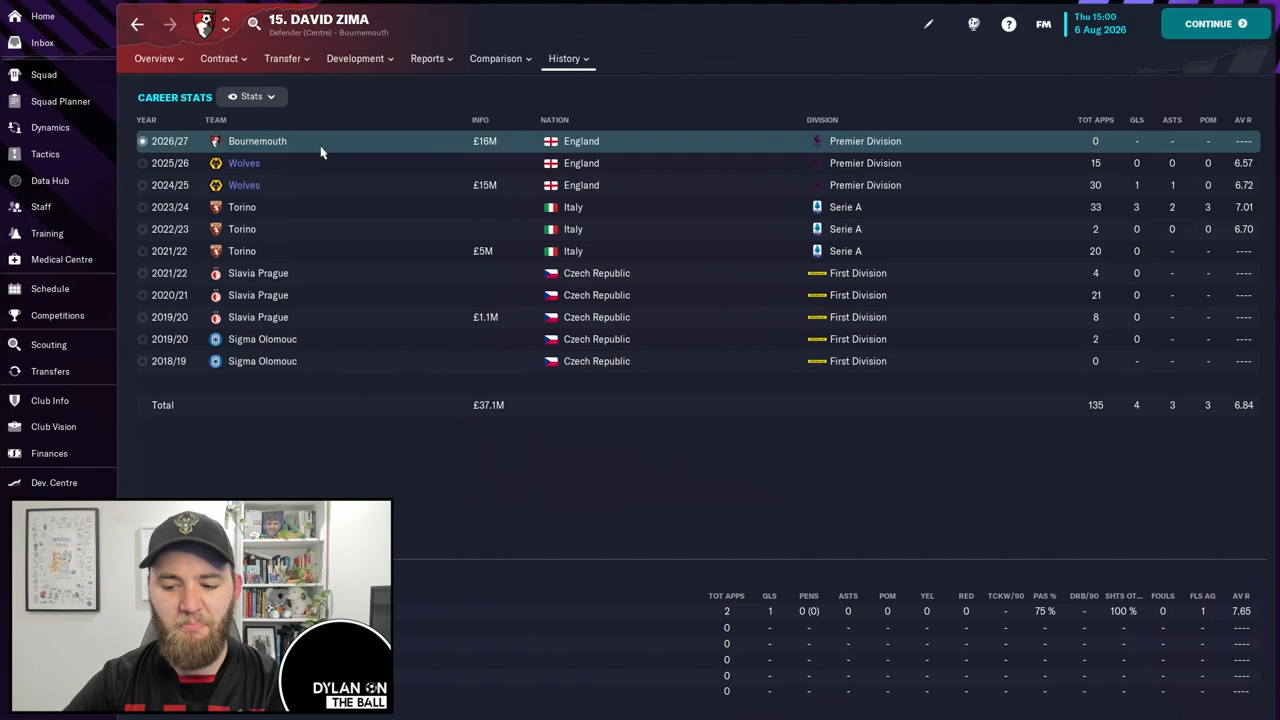 Home
Inbox
Squad
Squad Planner
Dynamics
Tactics
Data Hub
Staff
Training
Medical Centre
Schedule
Competitions
Scouting
Transfers
Club Info
Club Vision
Finances
Dev. Centre
15. DAVID ZIMA
Defender (Centre) - Bournemouth
FM
Thu 15:00
6 Aug 2026
CONTINUE
Overview Contract Transfer Development Reports Comparison History
CAREER STATS Stats
YEAR TEAM INFO NATION DIVISION TOT APPS GLS ASTS POM AV R
2026/27 Bournemouth £16M England Premier Division 0 - - - ----
2025/26 Wolves England Premier Division 15 0 0 0 6.57
2024/25 Wolves £15M England Premier Division 30 1 1 0 6.72
2023/24 Torino Italy Serie A 33 3 2 3 7.01
2022/23 Torino Italy Serie A 2 0 0 0 6.70
2021/22 Torino £5M Italy Serie A 20 0 - - ----
2021/22 Slavia Prague Czech Republic First Division 4 0 - - ----
2020/21 Slavia Prague Czech Republic First Division 21 0 - - ----
2019/20 Slavia Prague £1.1M Czech Republic First Division 8 0 - - ----
2019/20 Sigma Olomouc Czech Republic First Division 2 0 - - ----
2018/19 Sigma Olomouc Czech Republic First Division 0 - - - ----
Total £37.1M 135 4 3 3 6.84
TOT APPS GLS PENS ASTS POM YEL RED TCKW/90 PAS % DRB/90 SHTS OT... FOULS FLS AG AV R
2 1 0 (0) 0 0 0 0 - 75 % - 100 % 0 1 7.65
0 - - - - - - - - - - - - ----
0 - - - - - - - - - - - - ----
0 - - - - - - - - - - - - ----
0 - - - - - - - - - - - - ----
0 - - - - - - - - - - - - ----
DYLAN ON
THE BALL